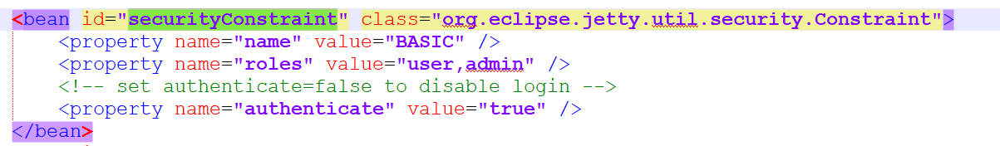 <bean id="securityConstraint" class="org.eclipse.jetty.util.security.Constraint">
<property name="name" value="BASIC" />
<property name="roles" value="user,admin" />
<!-- set authenticate=false to disable login -->
<property name="authenticate" value="true" />
</bean>